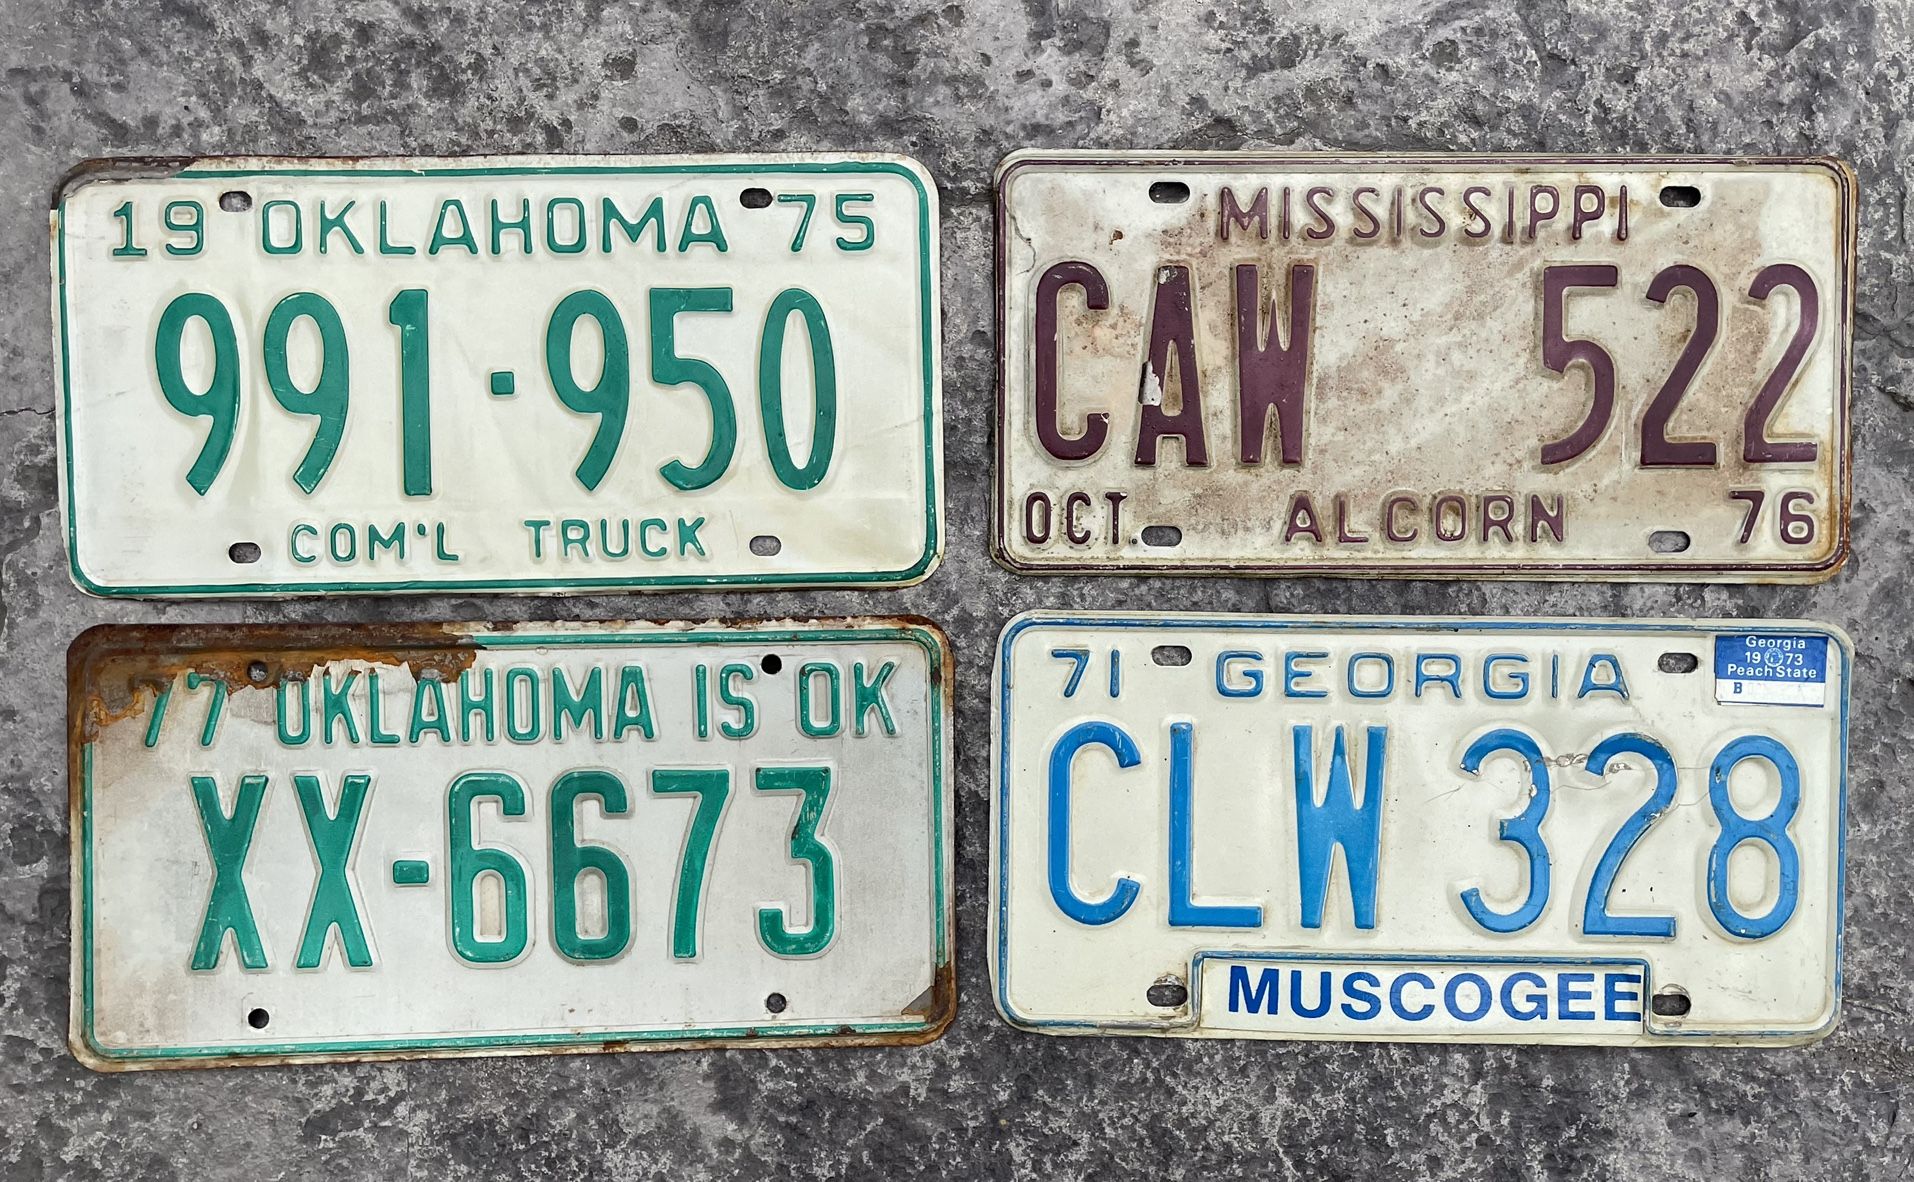 19 OKLAHOMA 75
991-950
COM'L TRUCK
MISSISSIPPI
CAW 522
OCT ALCORN 76
77 OKLAHOMA IS OK
XX-6673
71 GEORGIA
Georgia
19 73
Peach State
B
CLW 328
MUSCOGEE